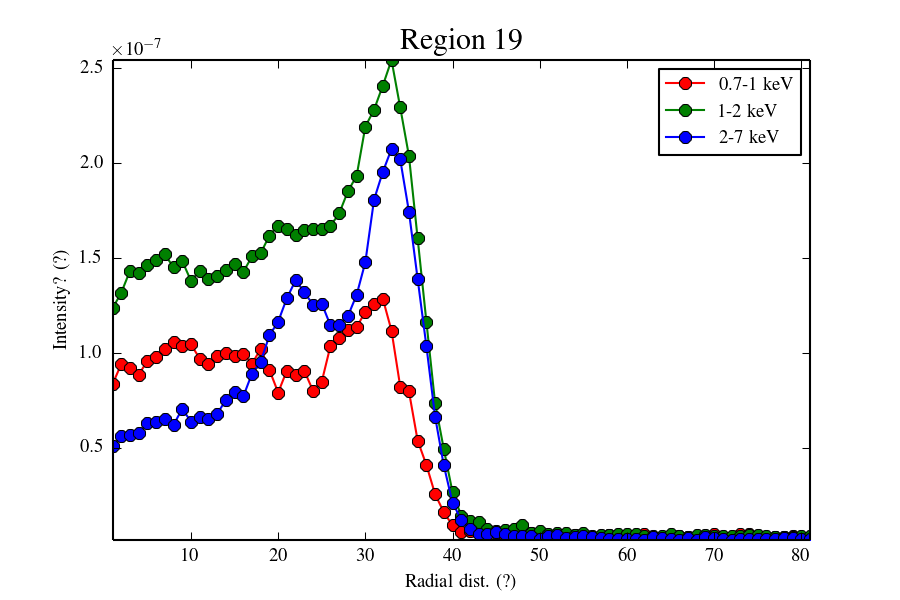 Region 19
×10⁻⁷
2.5
2.0
1.5
1.0
0.5
Intensity? (?)
10 20 30 40 50 60 70 80
Radial dist. (?)
0.7-1 keV
1-2 keV
2-7 keV